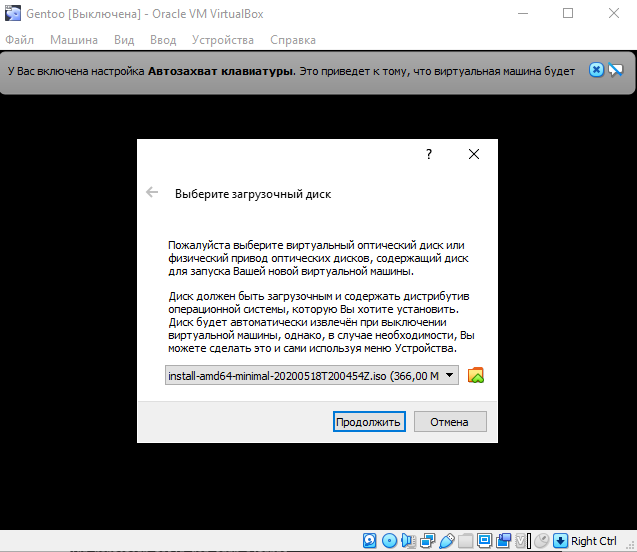 Gentoo [Выключена] - Oracle VM VirtualBox
Файл Машина Вид Ввод Устройства Справка
У Вас включена настройка Автозахват клавиатуры. Это приведет к тому, что виртуальная машина будет
?
Выберите загрузочный диск
Пожалуйста выберите виртуальный оптический диск или
физический привод оптических дисков, содержащий диск
для запуска Вашей новой виртуальной машины.
Диск должен быть загрузочным и содержать дистрибутив
операционной системы, которую Вы хотите установить.
Диск будет автоматически извлечён при выключении
виртуальной машины, однако, в случае необходимости, Вы
можете сделать это и сами используя меню Устройства.
install-amd64-minimal-20200518T200454Z.iso (366,00 М
Продолжить Отмена
Right Ctrl